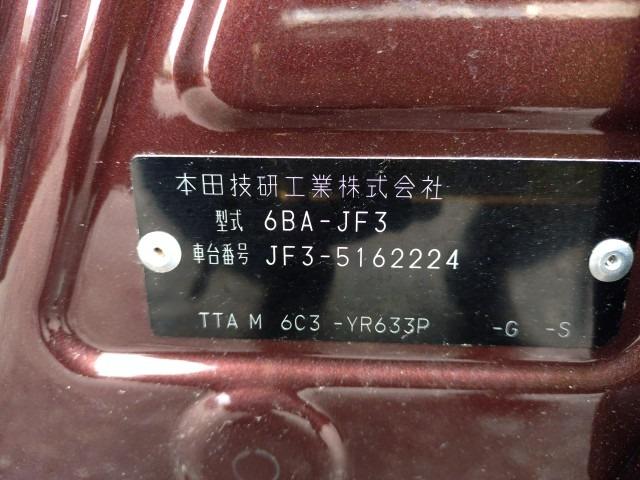 本田技研工業株式会社
型式 6BA-JF3
車台番号 JF3-5162224
TTA M 6C3 -YR633P -G -S